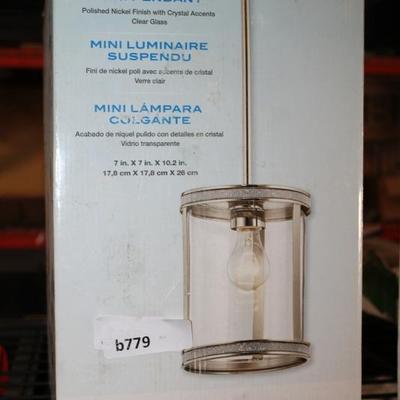 Polished Nickel Finish with Crystal Accents
Clear Glass
MINI LUMINAIRE
SUSPENDU
Fini de nickel poli avec accents de cristal
Verre clair
MINI LÁMPARA
COLGANTE
Acabado de níquel pulido con detalles en cristal
Vidrio transparente
7 in. X 7 in. X 10.2 in.
17,8 cm X 17,8 cm X 26 cm
b779